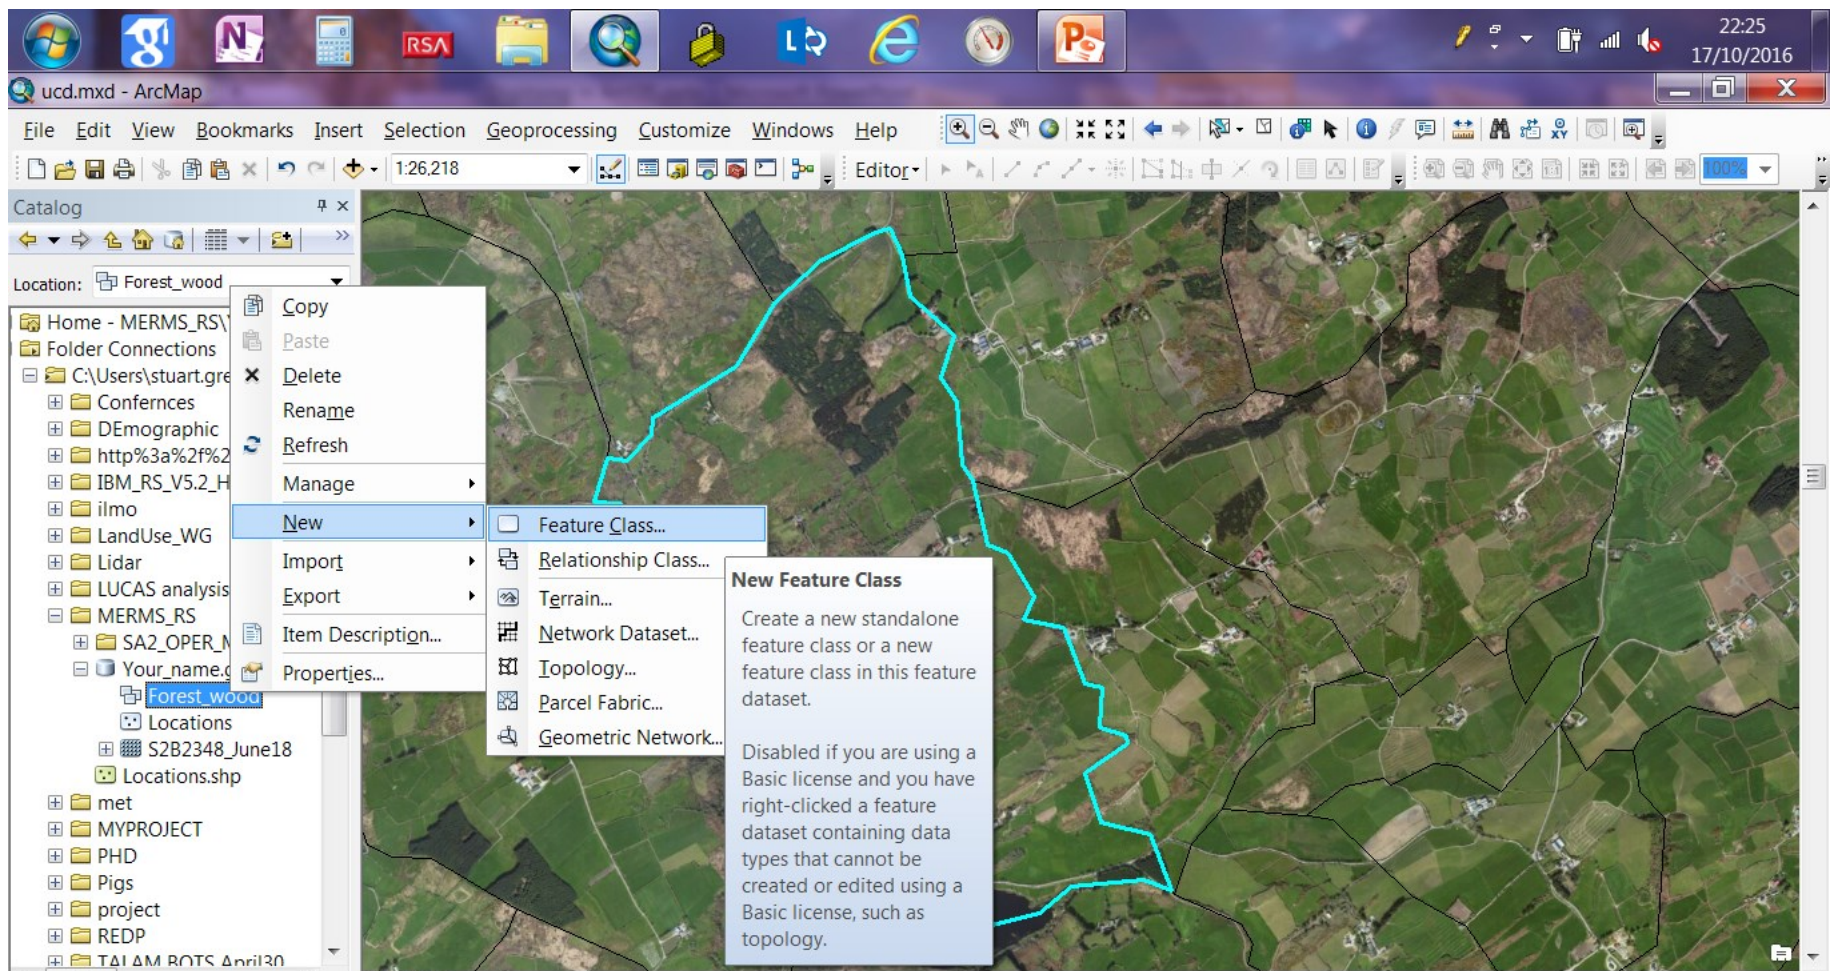 RSA
22:25
17/10/2016
ucd.mxd - ArcMap
File Edit View Bookmarks Insert Selection Geoprocessing Customize Windows Help
1:26,218
Editor
100%
Catalog
Location: Forest_wood
Home - MERMS_RS\
Folder Connections
C:\Users\stuart.gre
Confernces
DEmographic
http%3a%2f%2
IBM_RS_V5.2_H
ilmo
LandUse_WG
Lidar
LUCAS analysis
MERMS_RS
SA2_OPER_M
Your_name.g
Forest_wood
Locations
S2B2348_June18
Locations.shp
met
MYPROJECT
PHD
Pigs
project
REDP
TALAM BOTS April30
Copy
Paste
Delete
Rename
Refresh
Manage
New
Import
Export
Item Description...
Properties...
Feature Class...
Relationship Class...
Terrain...
Network Dataset...
Topology...
Parcel Fabric...
Geometric Network...
New Feature Class
Create a new standalone
feature class or a new
feature class in this feature
dataset.
Disabled if you are using a
Basic license and you have
right-clicked a feature
dataset containing data
types that cannot be
created or edited using a
Basic license, such as
topology.